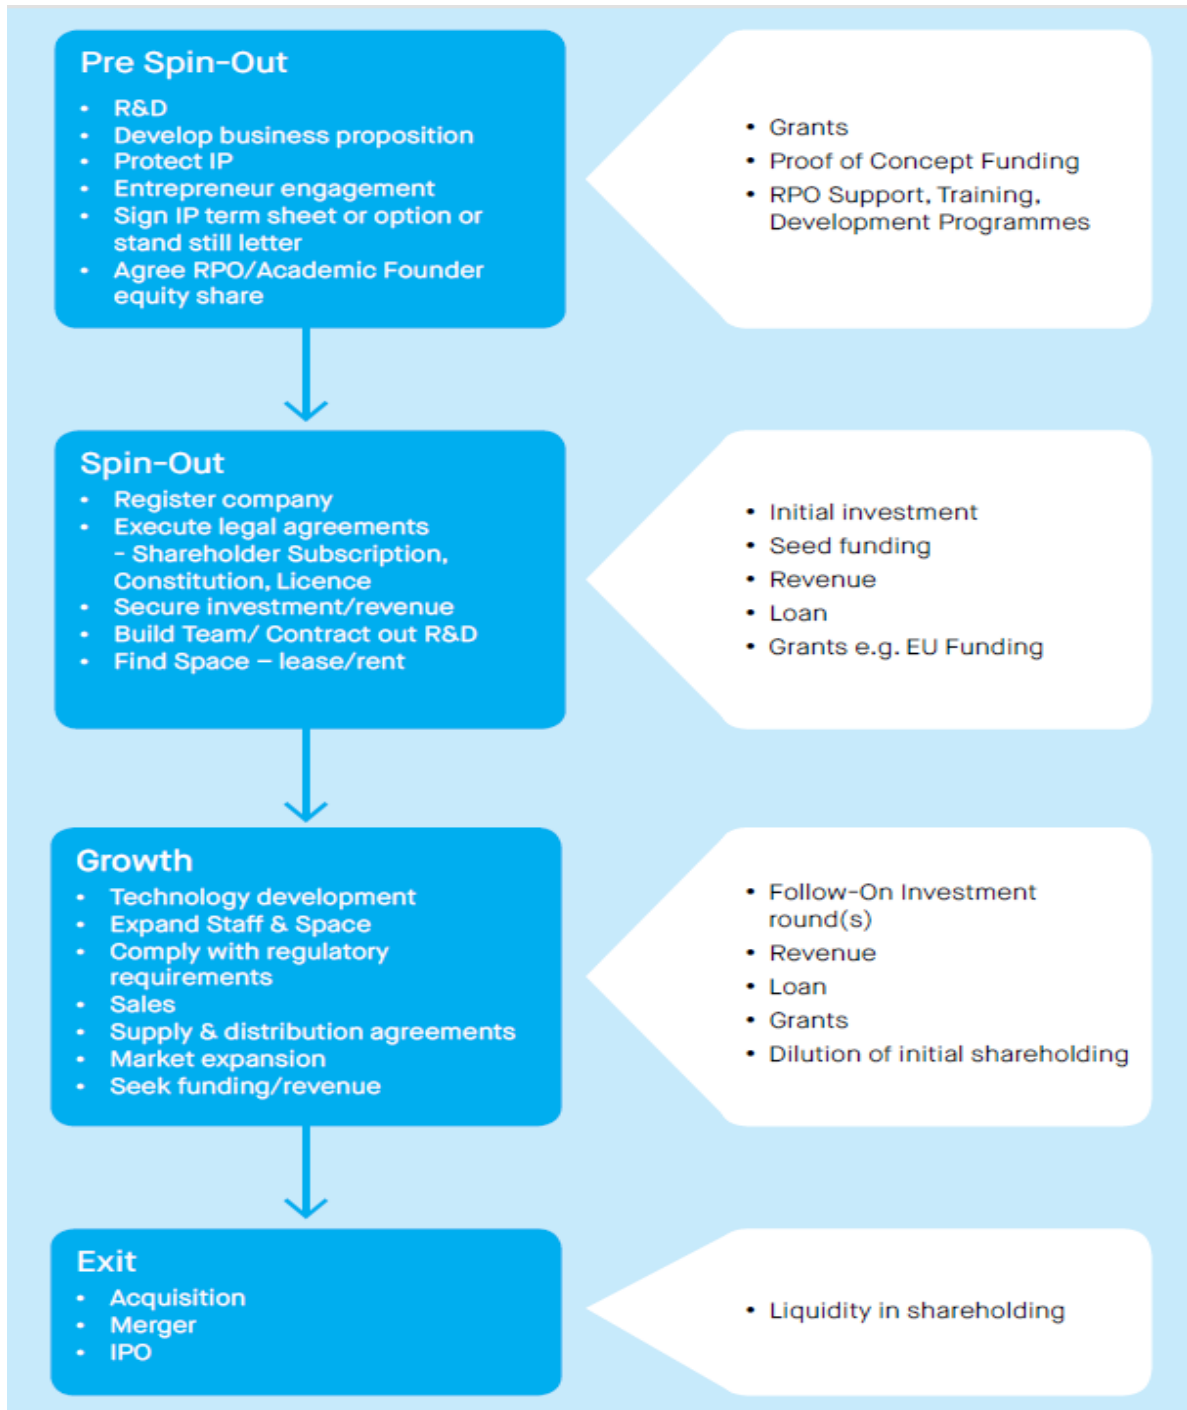 Pre Spin-Out
• R&D
• Develop business proposition
• Protect IP
• Entrepreneur engagement
• Sign IP term sheet or option or
stand still letter
• Agree RPO/Academic Founder
equity share
• Grants
• Proof of Concept Funding
• RPO Support, Training,
Development Programmes
Spin-Out
• Register company
• Execute legal agreements
- Shareholder Subscription,
Constitution, Licence
• Secure investment/revenue
• Build Team/ Contract out R&D
• Find Space – lease/rent
• Initial investment
• Seed funding
• Revenue
• Loan
• Grants e.g. EU Funding
Growth
• Technology development
• Expand Staff & Space
• Comply with regulatory
requirements
• Sales
• Supply & distribution agreements
• Market expansion
• Seek funding/revenue
• Follow-On Investment
round(s)
• Revenue
• Loan
• Grants
• Dilution of initial shareholding
Exit
• Acquisition
• Merger
• IPO
• Liquidity in shareholding